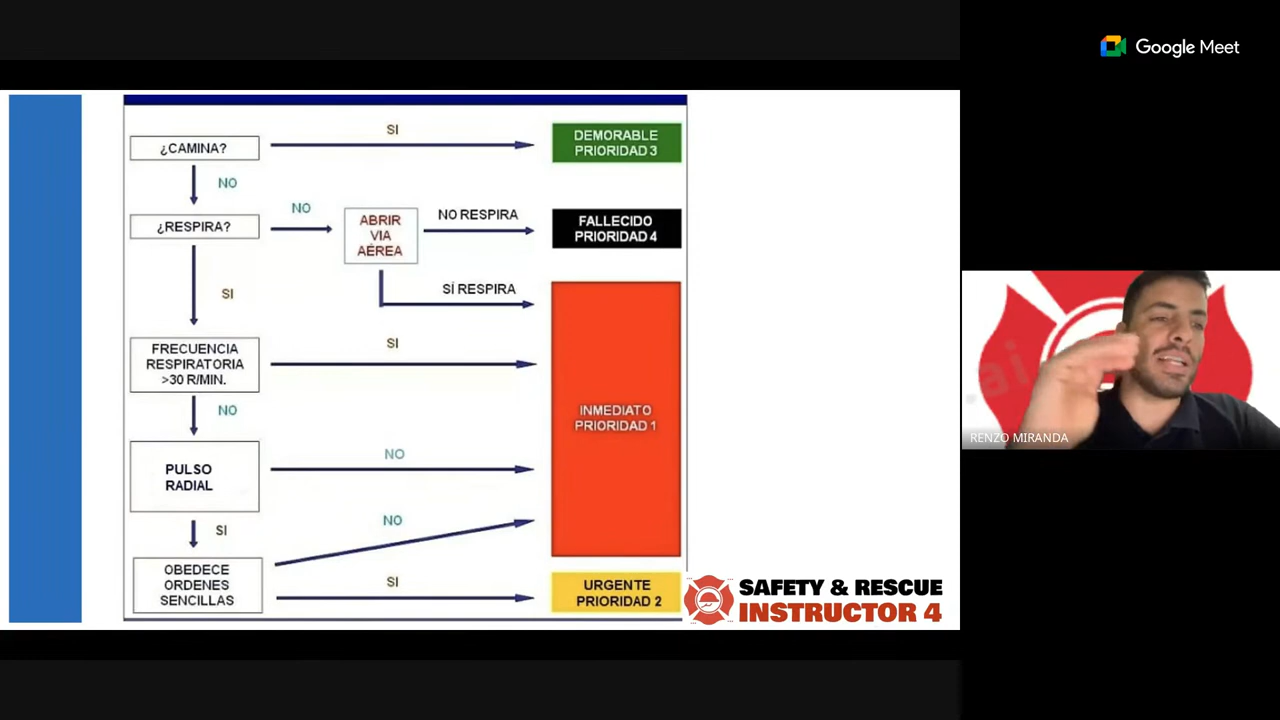 Google Meet
SI
¿CAMINA?
DEMORABLE
PRIORIDAD 3
NO
¿RESPIRA?
NO
ABRIR
VIA
AÉREA
NO RESPIRA
FALLECIDO
PRIORIDAD 4
SI
SÍ RESPIRA
FRECUENCIA
RESPIRATORIA
>30 R/MIN.
SI
INMEDIATO
PRIORIDAD 1
NO
PULSO
RADIAL
NO
SI
NO
OBEDECE
ORDENES
SENCILLAS
SI
URGENTE
PRIORIDAD 2
SAFETY & RESCUE
INSTRUCTOR 4
RENZO MIRANDA